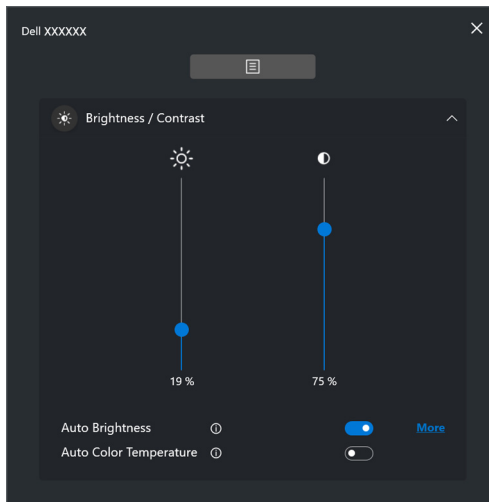 Dell XXXXXX
Brightness / Contrast
19 % 75 %
Auto Brightness More
Auto Color Temperature